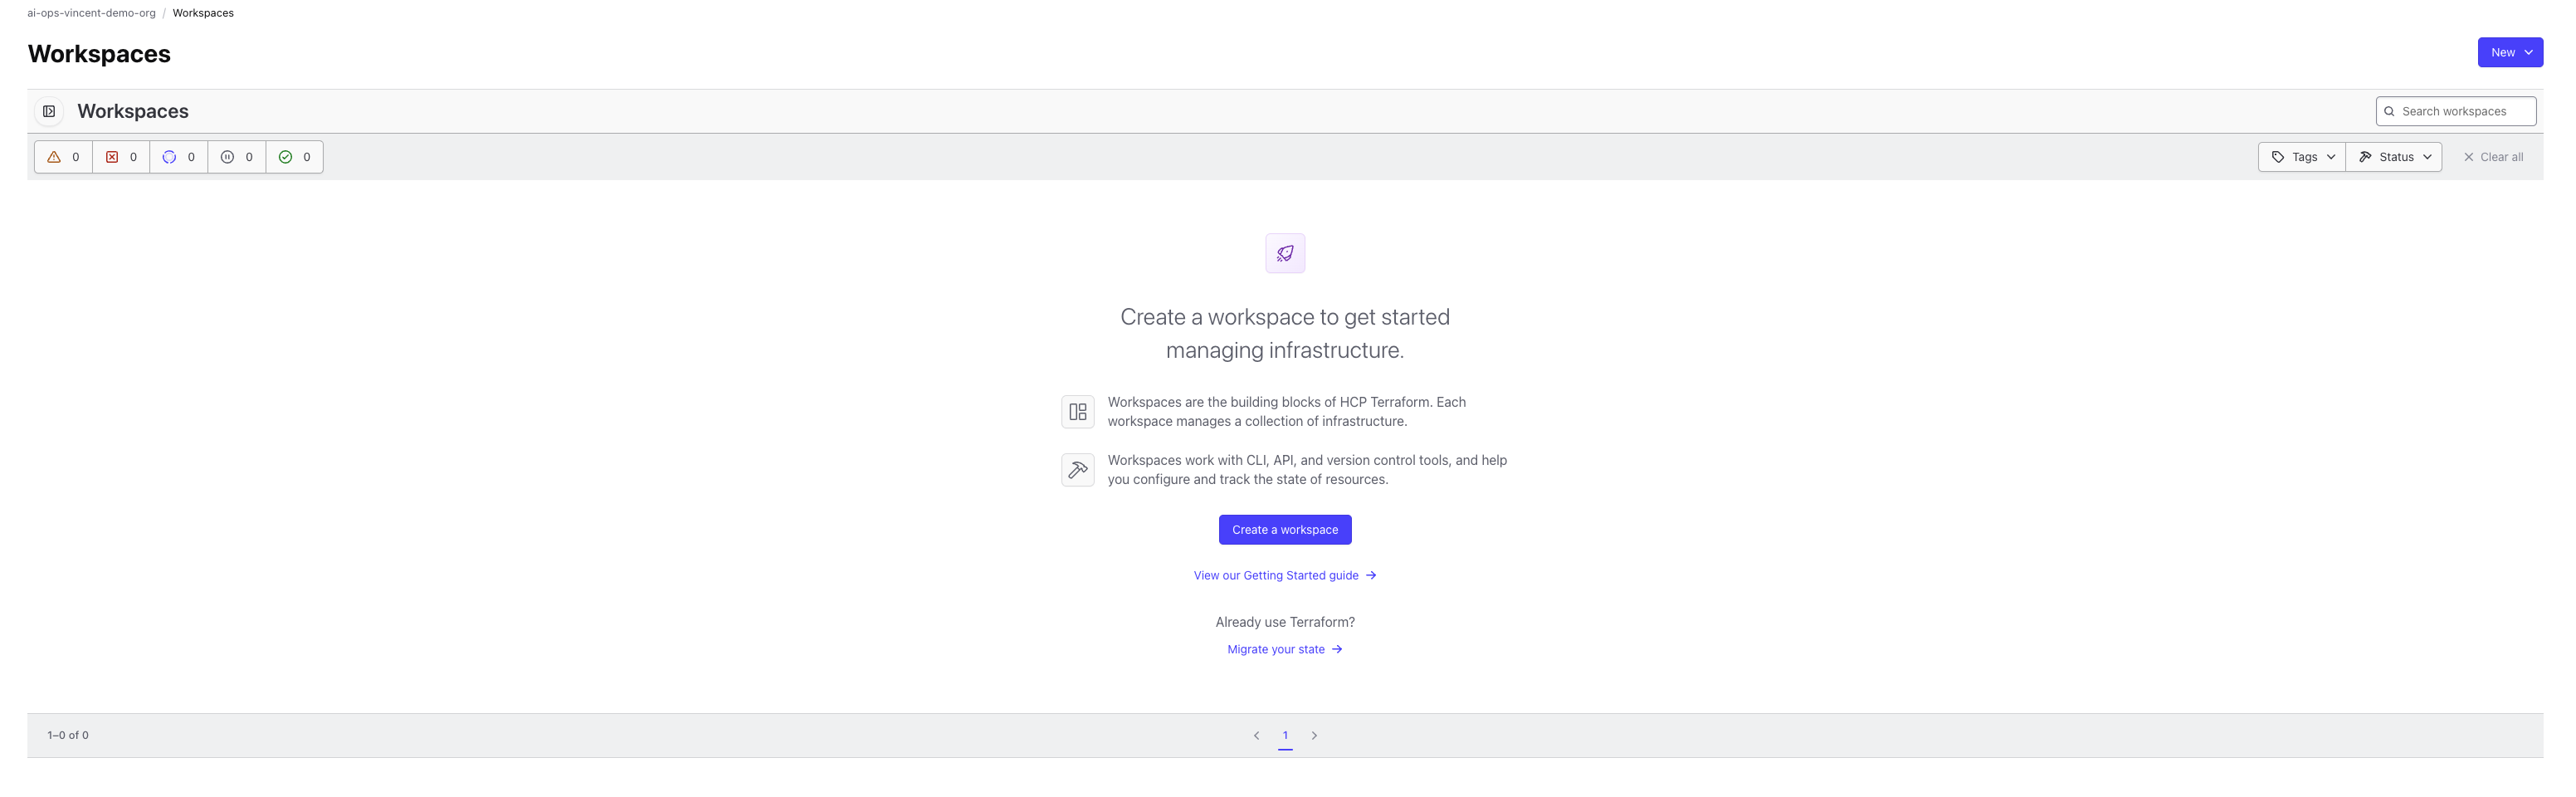 ai-ops-vincent-demo-org / Workspaces
Workspaces
New
Workspaces
Search workspaces
0 0 0 0 0
Tags Status Clear all
Create a workspace to get started
managing infrastructure.
Workspaces are the building blocks of HCP Terraform. Each
workspace manages a collection of infrastructure.
Workspaces work with CLI, API, and version control tools, and help
you configure and track the state of resources.
Create a workspace
View our Getting Started guide
Already use Terraform?
Migrate your state
1–0 of 0
1